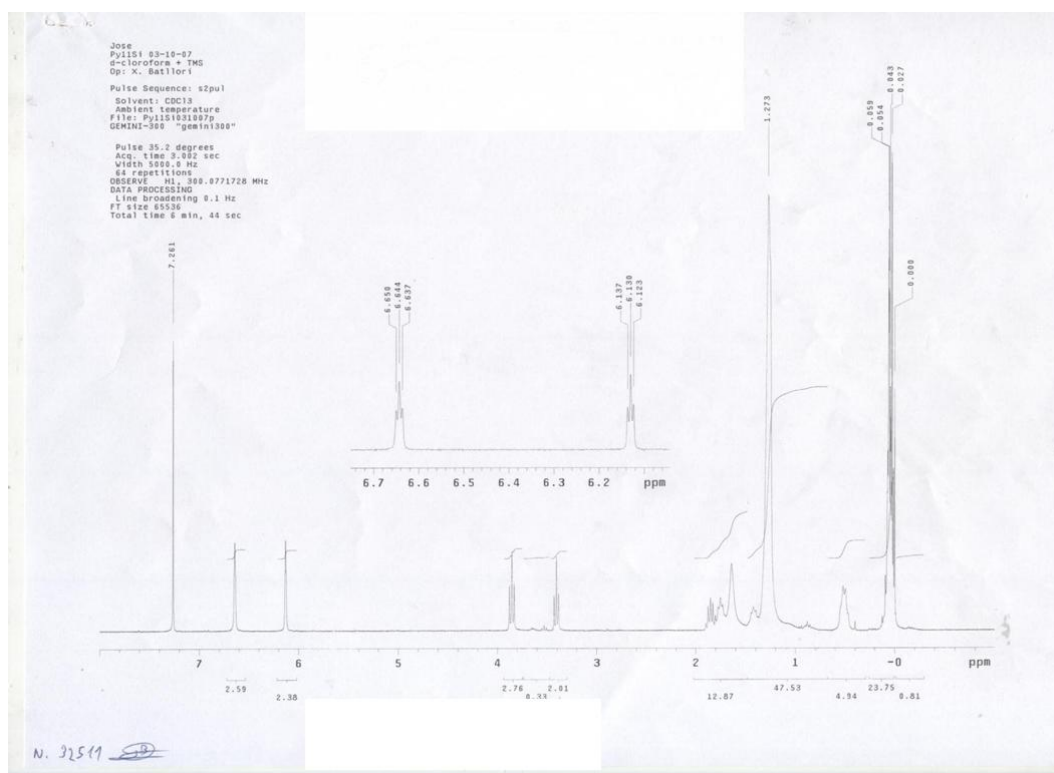 Jose
Py11Si 03-10-07
d-cloroform + TMS
Op: X. Batllori
Pulse Sequence: s2pul
Solvent: CDCl3
Ambient temperature
File: Py11Si031007p
GEMINI-300 "gemini300"
Pulse 35.2 degrees
Acq. time 3.002 sec
Width 5000.0 Hz
64 repetitions
OBSERVE H1, 300.0771728 MHz
DATA PROCESSING
Line broadening 0.1 Hz
FT size 65536
Total time 6 min, 44 sec
7.261
6.650
6.644
6.637
6.137
6.130
6.123
1.273
0.059
0.054
0.043
0.027
0.000
6.7 6.6 6.5 6.4 6.3 6.2 ppm
7 6 5 4 3 2 1 -0 ppm
2.59
2.38
2.76
0.33
2.01
12.87
47.53
4.94
23.75
0.81
N. 32511